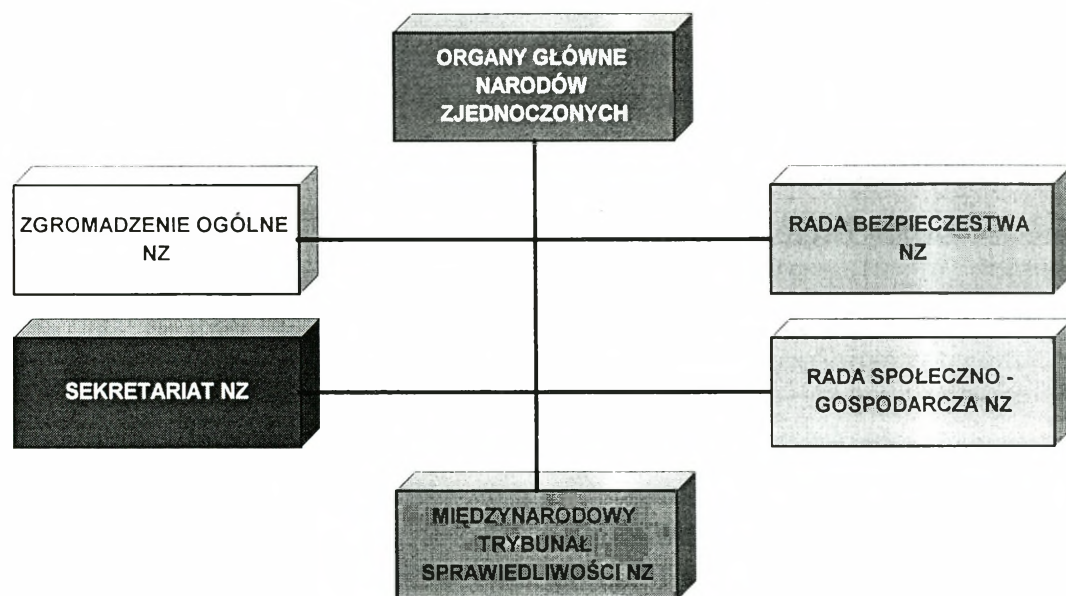 ORGANY GŁÓWNE
NARODÓW
ZJEDNOCZONYCH
ZGROMADZENIE OGÓLNE
NZ
RADA BEZPIECZESTWA
NZ
SEKRETARIAT NZ
RADA SPOŁECZNO -
GOSPODARCZA NZ
MIĘDZYNARODOWY
TRYBUNAŁ
SPRAWIEDLIWOŚCI NZ